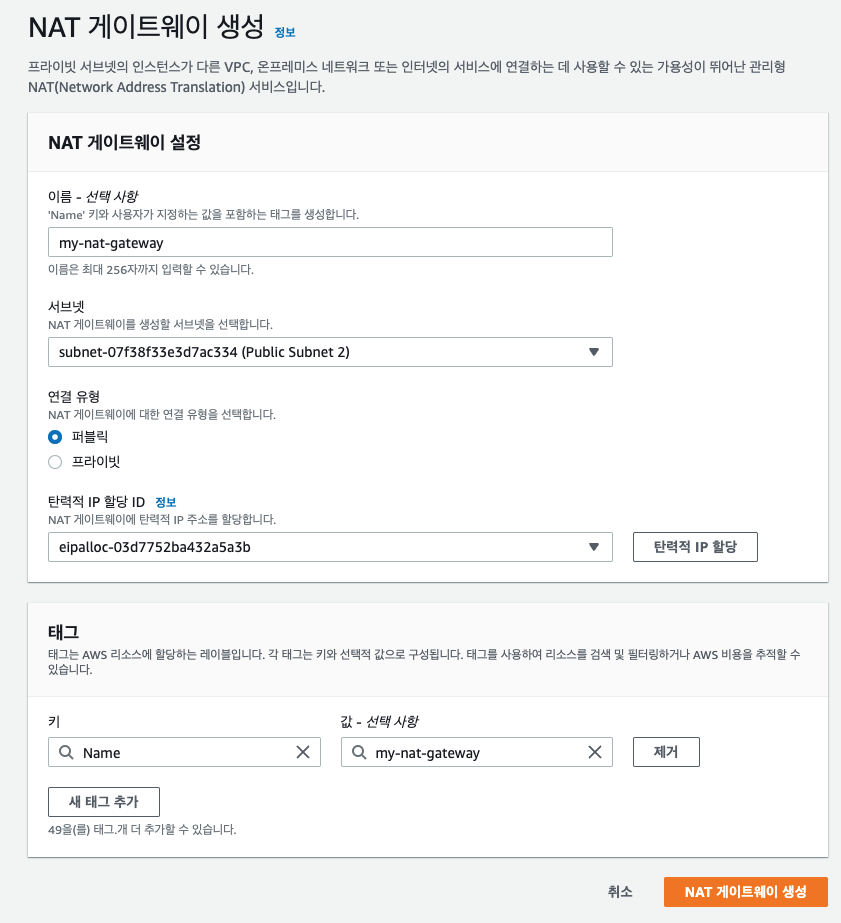 NAT 게이트웨이 생성 정보
프라이빗 서브넷의 인스턴스가 다른 VPC, 온프레미스 네트워크 또는 인터넷의 서비스에 연결하는 데 사용할 수 있는 가용성이 뛰어난 관리형
NAT(Network Address Translation) 서비스입니다.
NAT 게이트웨이 설정
이름 - 선택 사항
'Name' 키와 사용자가 지정하는 값을 포함하는 태그를 생성합니다.
my-nat-gateway
이름은 최대 256자까지 입력할 수 있습니다.
서브넷
NAT 게이트웨이를 생성할 서브넷을 선택합니다.
subnet-07f38f33e3d7ac334 (Public Subnet 2)
연결 유형
NAT 게이트웨이에 대한 연결 유형을 선택합니다.
퍼블릭
프라이빗
탄력적 IP 할당 ID 정보
NAT 게이트웨이에 탄력적 IP 주소를 할당합니다.
eipalloc-03d7752ba432a5a3b 탄력적 IP 할당
태그
태그는 AWS 리소스에 할당하는 레이블입니다. 각 태그는 키와 선택적 값으로 구성됩니다. 태그를 사용하여 리소스를 검색 및 필터링하거나 AWS 비용을 추적할 수
있습니다.
키 값 - 선택 사항
Name my-nat-gateway 제거
새 태그 추가
49을(를) 태그.개 더 추가할 수 있습니다.
취소 NAT 게이트웨이 생성